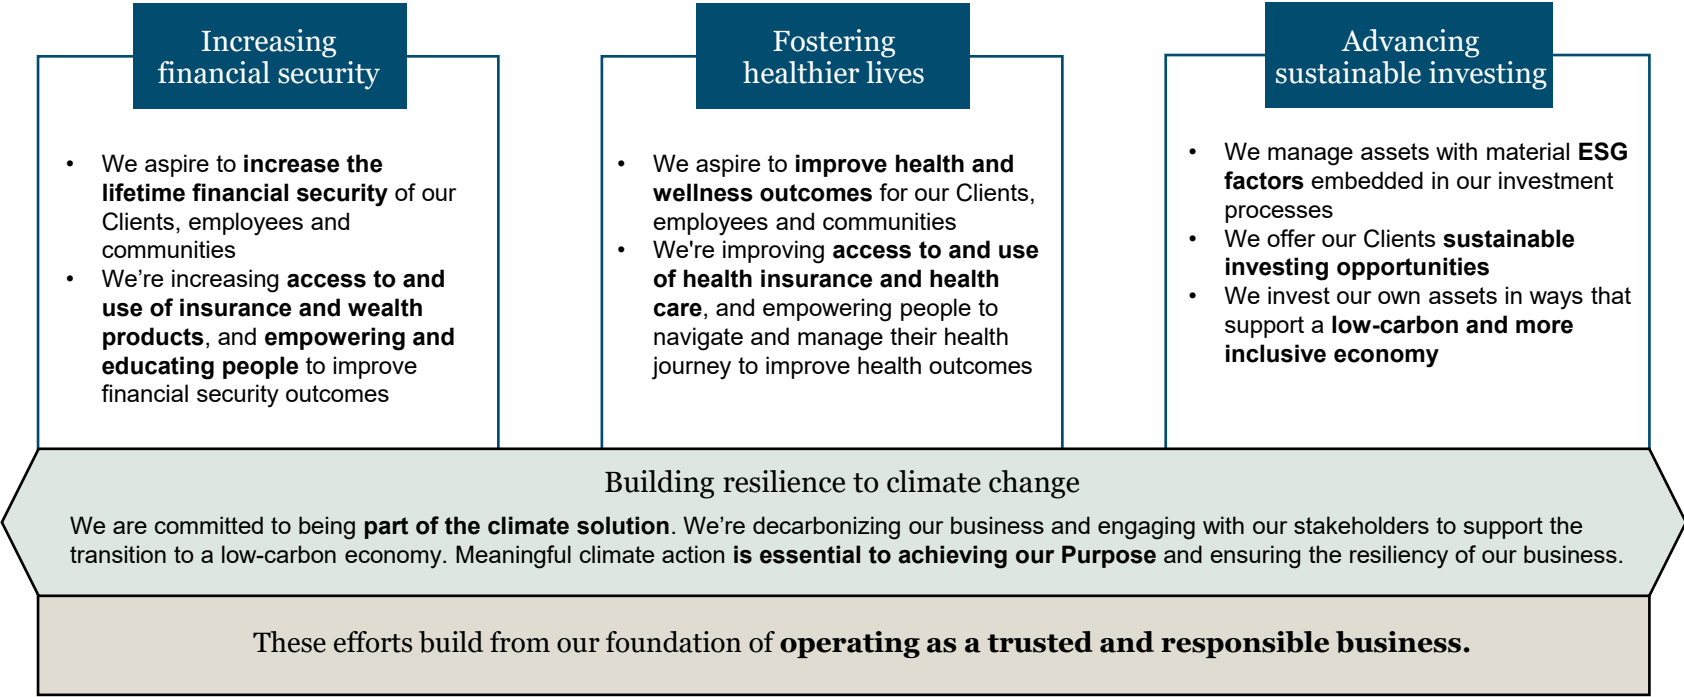 Increasing
financial security
• We aspire to increase the
lifetime financial security of our
Clients, employees and
communities
• We’re increasing access to and
use of insurance and wealth
products, and empowering and
educating people to improve
financial security outcomes
Fostering
healthier lives
• We aspire to improve health and
wellness outcomes for our Clients,
employees and communities
• We're improving access to and use
of health insurance and health
care, and empowering people to
navigate and manage their health
journey to improve health outcomes
Advancing
sustainable investing
• We manage assets with material ESG
factors embedded in our investment
processes
• We offer our Clients sustainable
investing opportunities
• We invest our own assets in ways that
support a low-carbon and more
inclusive economy
Building resilience to climate change
We are committed to being part of the climate solution. We’re decarbonizing our business and engaging with our stakeholders to support the
transition to a low-carbon economy. Meaningful climate action is essential to achieving our Purpose and ensuring the resiliency of our business.
These efforts build from our foundation of operating as a trusted and responsible business.